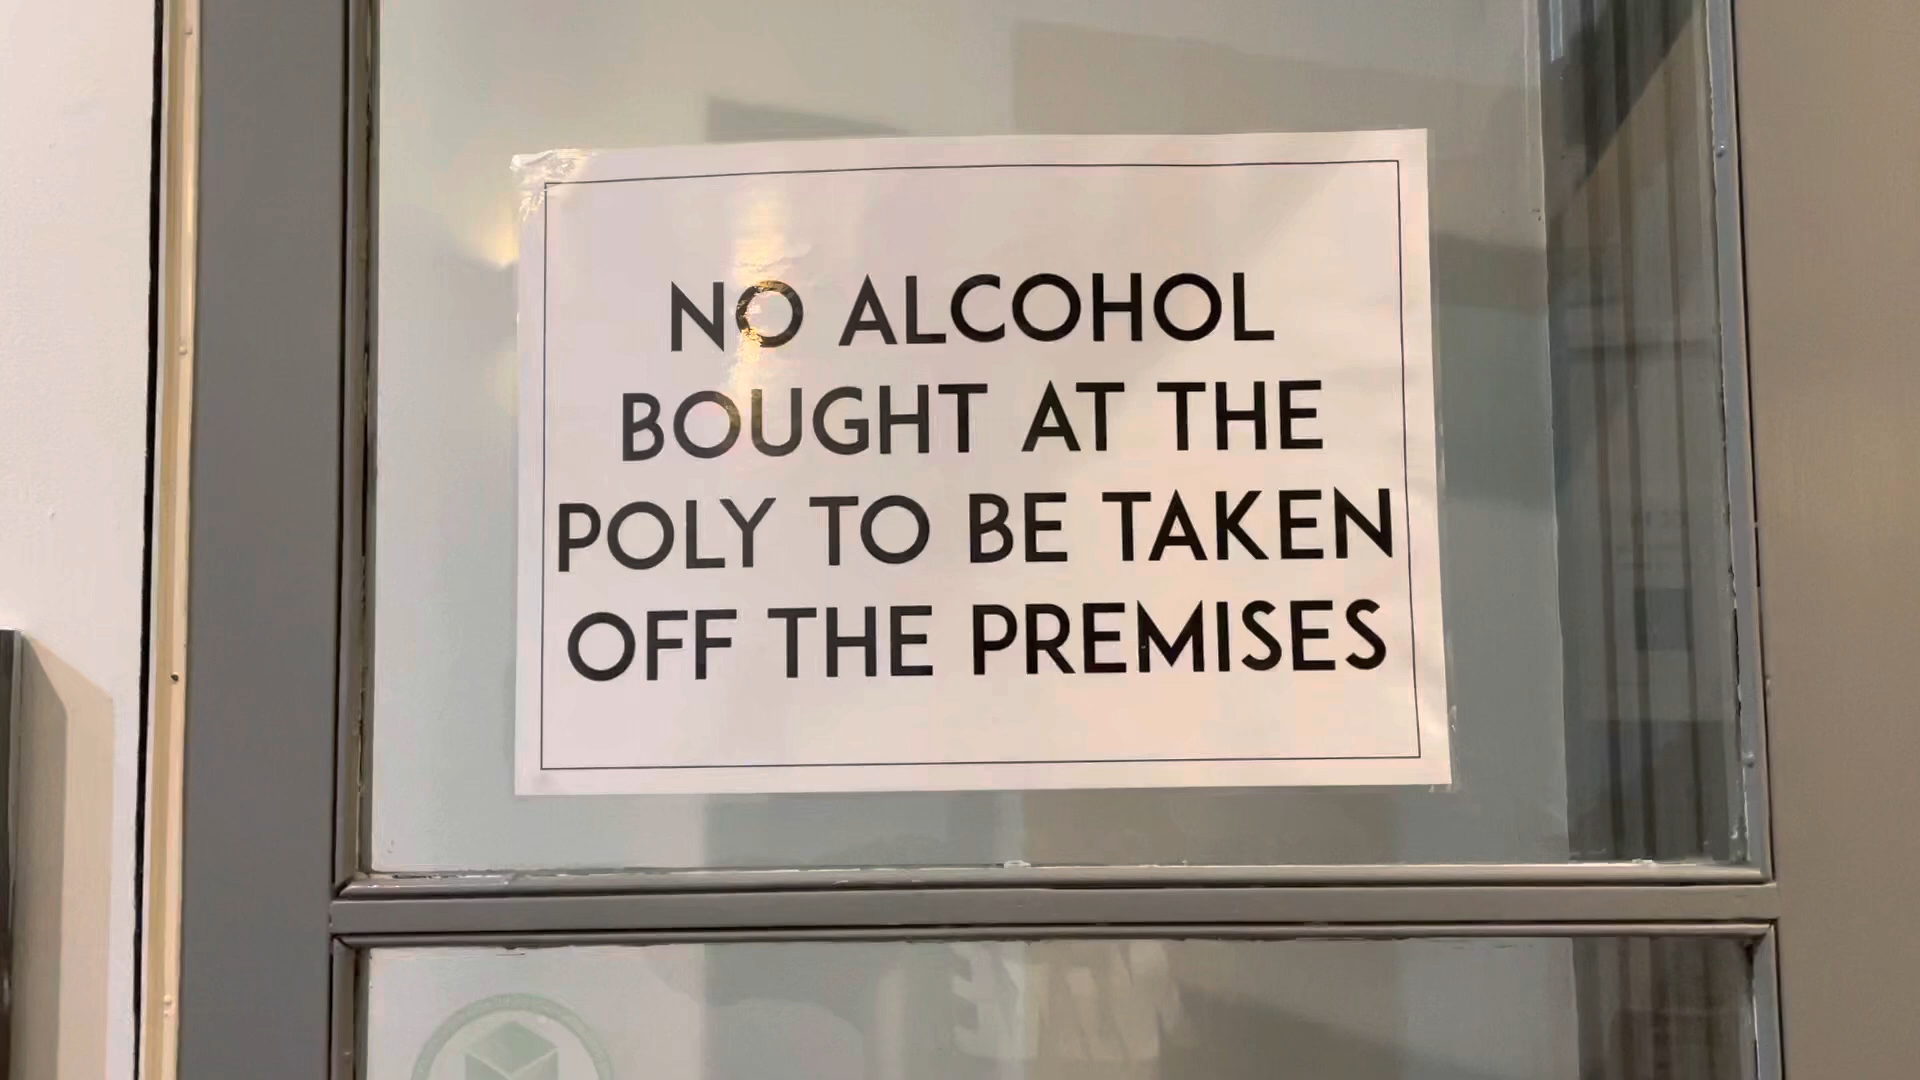 NO ALCOHOL
BOUGHT AT THE
POLY TO BE TAKEN
OFF THE PREMISES